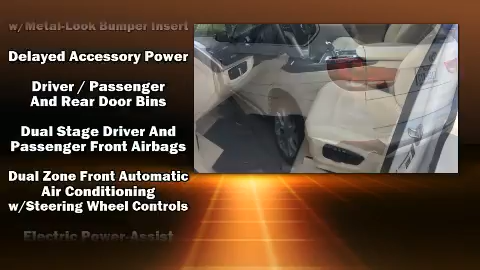 w/Metal-Look Bumper Insert
Delayed Accessory Power
Driver / Passenger
And Rear Door Bins
Dual Stage Driver And
Passenger Front Airbags
Dual Zone Front Automatic
Air Conditioning
w/Steering Wheel Controls
Electric Power-Assist